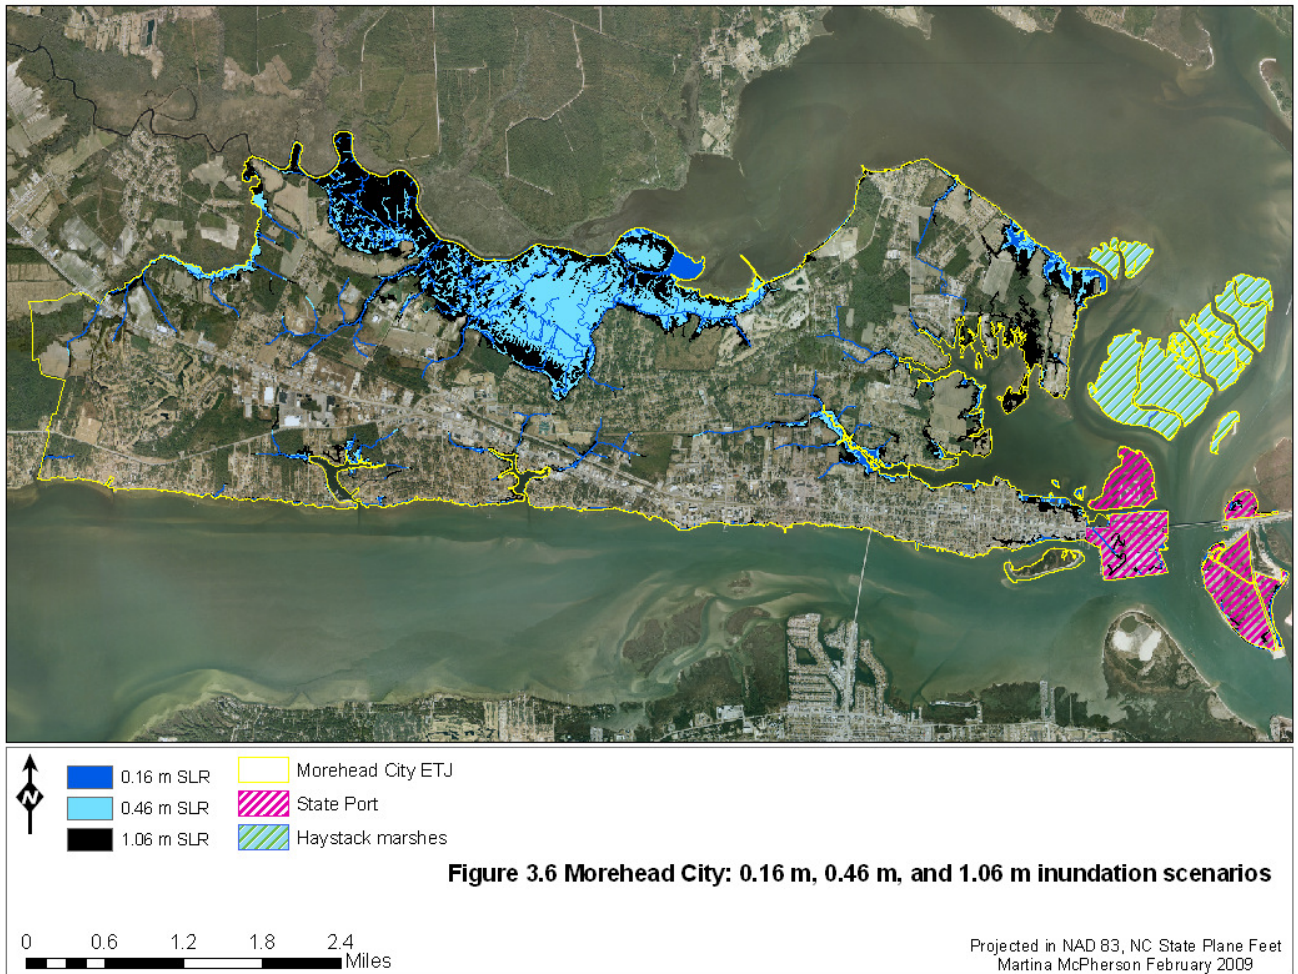 N
0.16 m SLR
0.46 m SLR
1.06 m SLR
Morehead City ETJ
State Port
Haystack marshes
Figure 3.6 Morehead City: 0.16 m, 0.46 m, and 1.06 m inundation scenarios
0 0.6 1.2 1.8 2.4
Miles
Projected in NAD 83, NC State Plane Feet
Martina McPherson February 2009